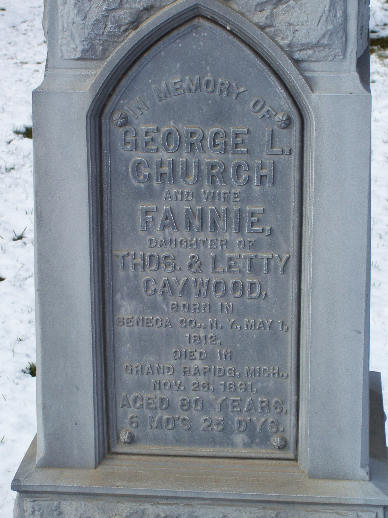 IN MEMORY OF
GEORGE L.
CHURCH
AND WIFE
FANNIE,
DAUGHTER OF
THOS. & LETTY
CAYWOOD,
BORN IN
SENECA CO., N.Y., MAY 1,
1812.
DIED IN
GRAND RAPIDS, MICH.,
NOV. 26, 1891.
AGED 80 YEARS,
6 MO'S 25 D'YS.